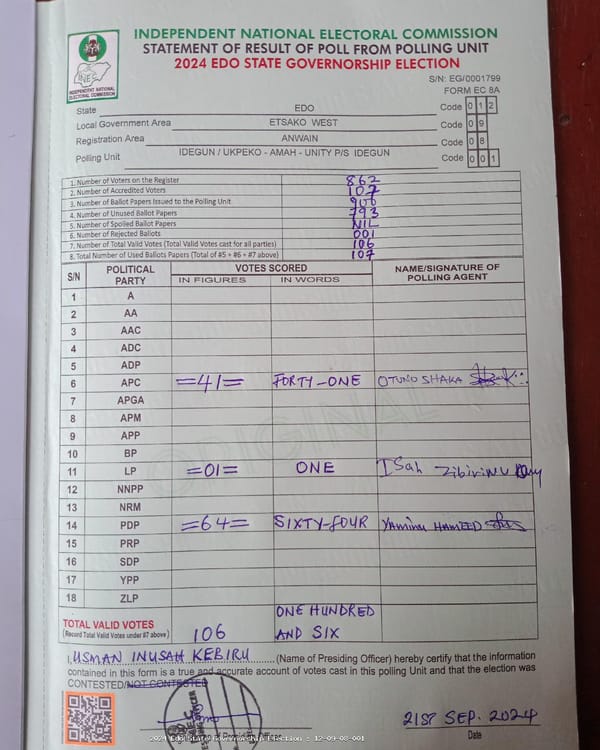 INDEPENDENT NATIONAL ELECTORAL COMMISSION
STATEMENT OF RESULT OF POLL FROM POLLING UNIT
2024 EDO STATE GOVERNORSHIP ELECTION
INEC
INDEPENDENT NATIONAL ELECTORAL COMMISSION
S/N: EG/0001799
FORM EC 8A
State EDO Code 0 1 2
Local Government Area ETSAKO WEST Code 0 9
Registration Area ANWAIN Code 0 8
Polling Unit IDEGUN / UKPEKO - AMAH - UNITY P/S IDEGUN Code 0 0 1
1. Number of Voters on the Register 862
2. Number of Accredited Voters 107
3. Number of Ballot Papers Issued to the Polling Unit 900
4. Number of Unused Ballot Papers 793
5. Number of Spoiled Ballot Papers NIL
6. Number of Rejected Ballots 001
7. Number of Total Valid Votes (Total Valid Votes cast for all parties) 106
8. Total Number of Used Ballots Papers (Total of #5 + #6 + #7 above) 107
S/N POLITICAL PARTY VOTES SCORED NAME/SIGNATURE OF POLLING AGENT
IN FIGURES IN WORDS
1 A
2 AA
3 AAC
4 ADC
5 ADP
6 APC =41= FORTY-ONE OTUNO SHAKA
7 APGA
8 APM
9 APP
10 BP
11 LP =01= ONE Isah Zibirinu
12 NNPP
13 NRM
14 PDP =64= SIXTY-FOUR Yaminu HAMEED
15 PRP
16 SDP
17 YPP
18 ZLP
ORIGINAL
TOTAL VALID VOTES
(Record Total Valid Votes under #7 above) 106 ONE HUNDRED AND SIX
I, USMAN INUSAH KEBIRU (Name of Presiding Officer) hereby certify that the information
contained in this form is a true and accurate account of votes cast in this polling Unit and that the election was
CONTESTED/NOT CONTESTED
21ST SEP. 2024
Date
2024 Edo State Governorship Election : 12-09-08-001